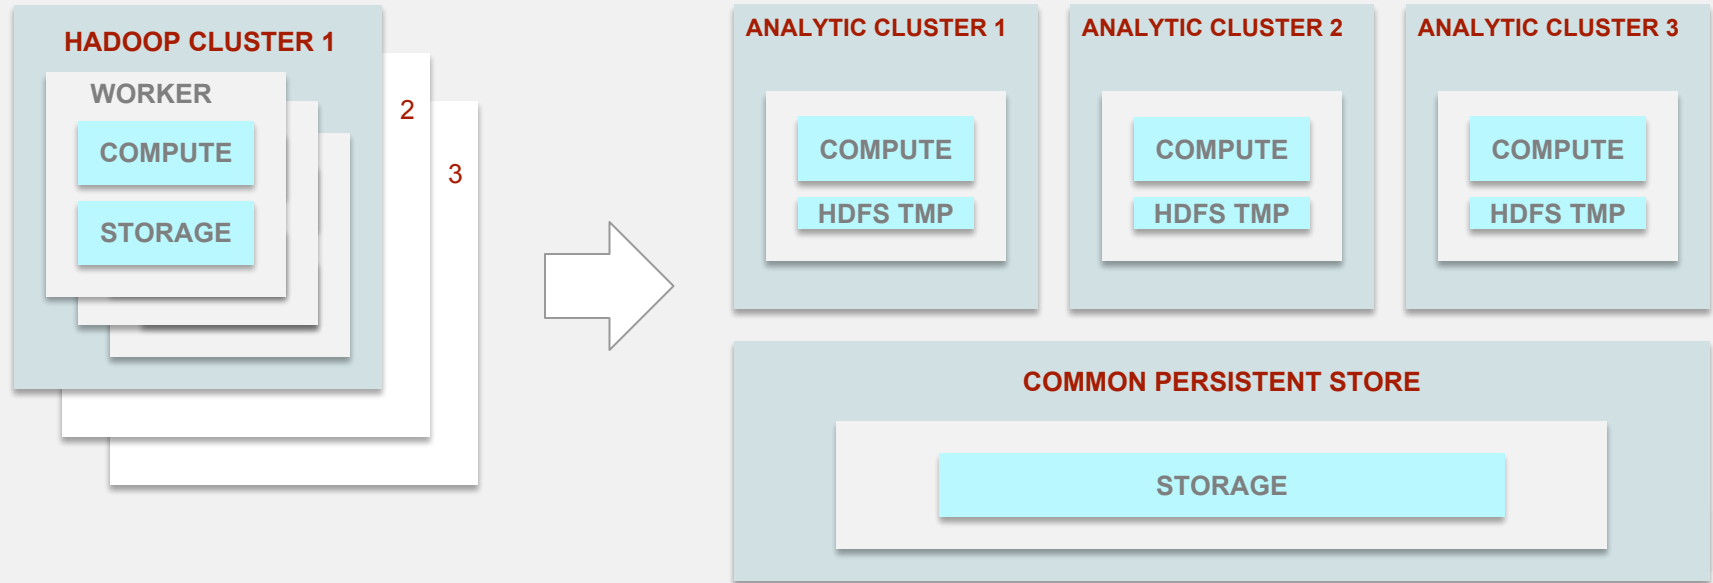 HADOOP CLUSTER 1
WORKER
COMPUTE
STORAGE
2
3
ANALYTIC CLUSTER 1
COMPUTE
HDFS TMP
ANALYTIC CLUSTER 2
COMPUTE
HDFS TMP
ANALYTIC CLUSTER 3
COMPUTE
HDFS TMP
COMMON PERSISTENT STORE
STORAGE